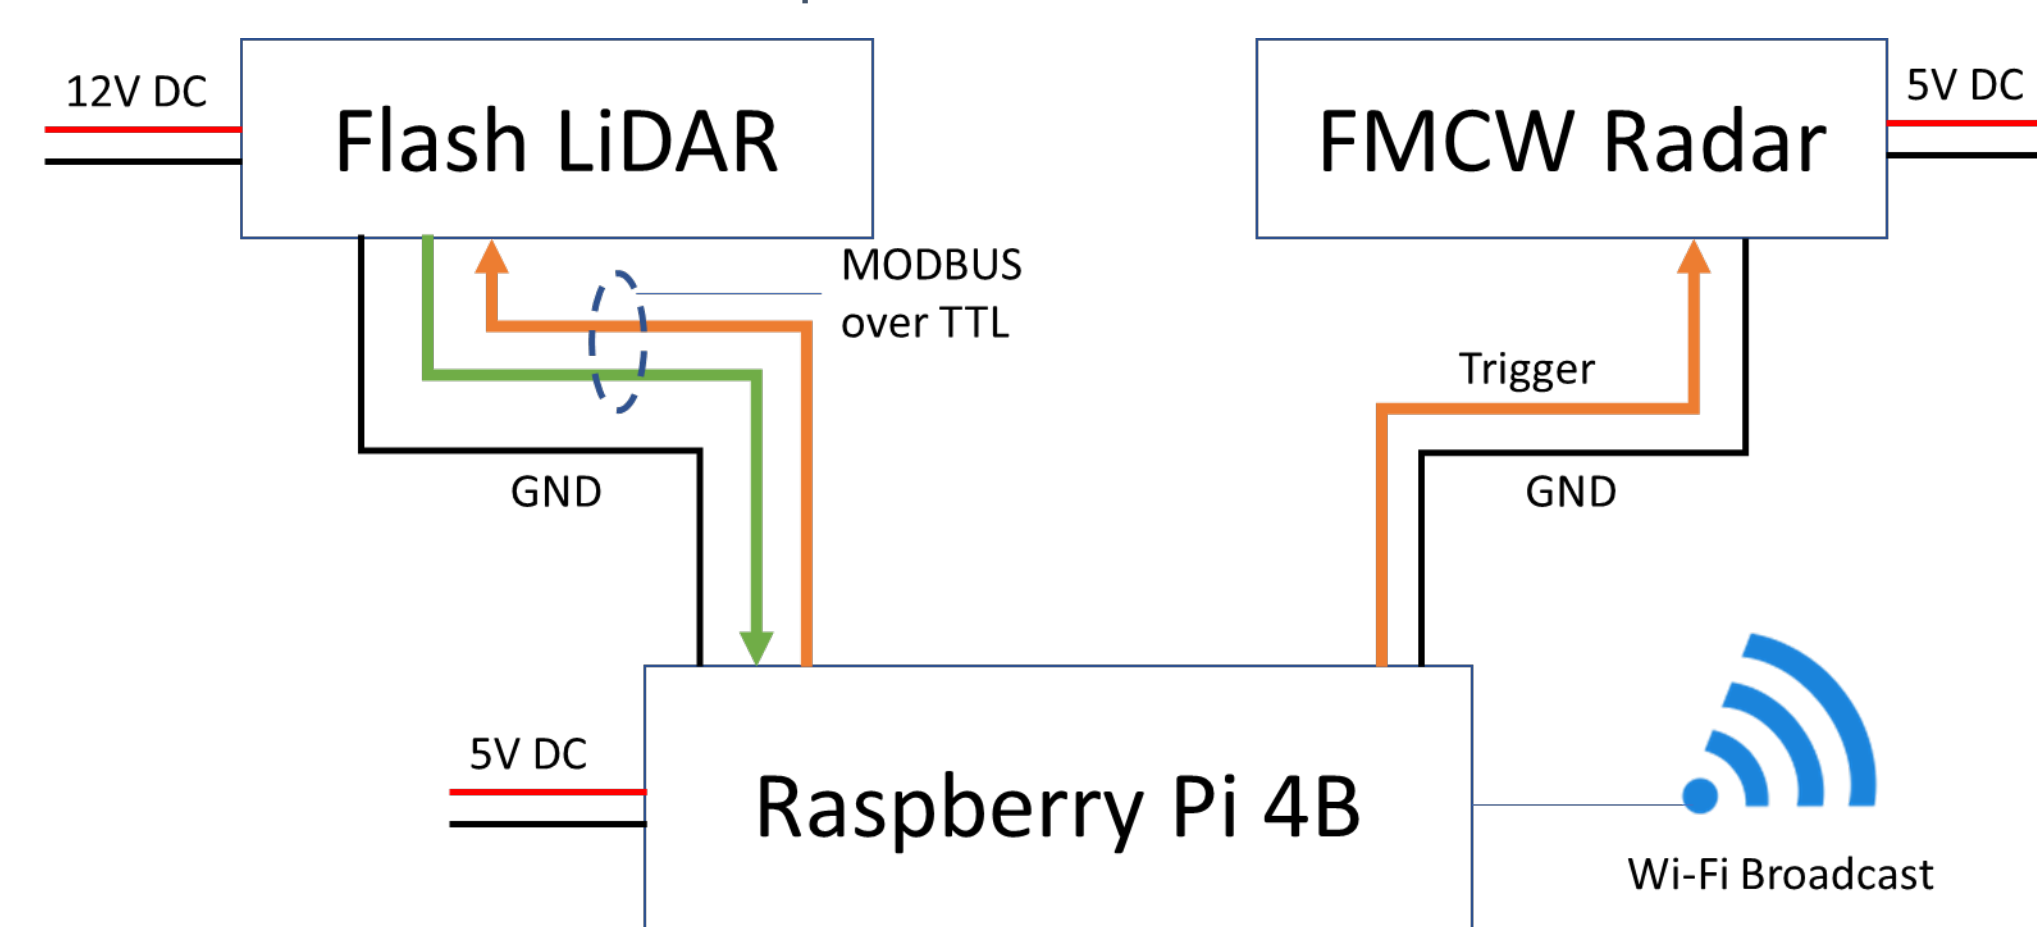 12V DC
Flash LiDAR
FMCW Radar
5V DC
MODBUS
over TTL
Trigger
GND
GND
5V DC
Raspberry Pi 4B
Wi-Fi Broadcast